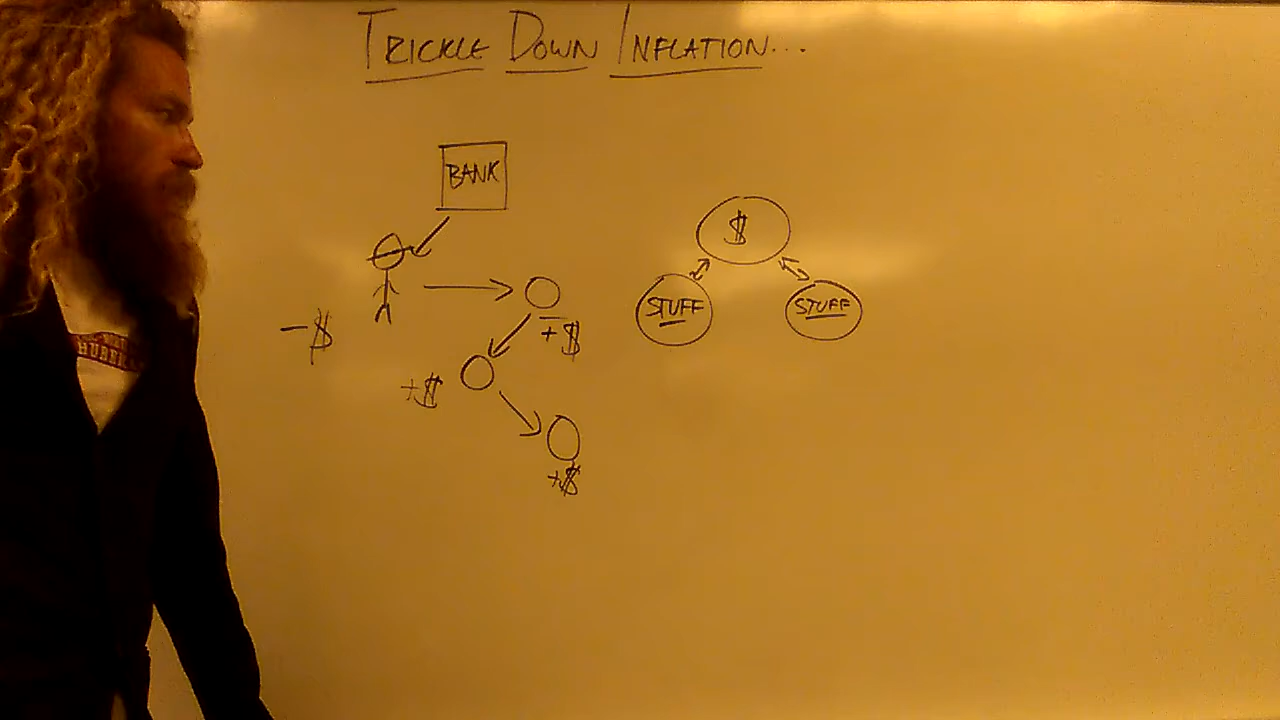 TRICKLE DOWN INFLATION...
BANK
$
STUFF
STUFF
-$
+$
+$
+$